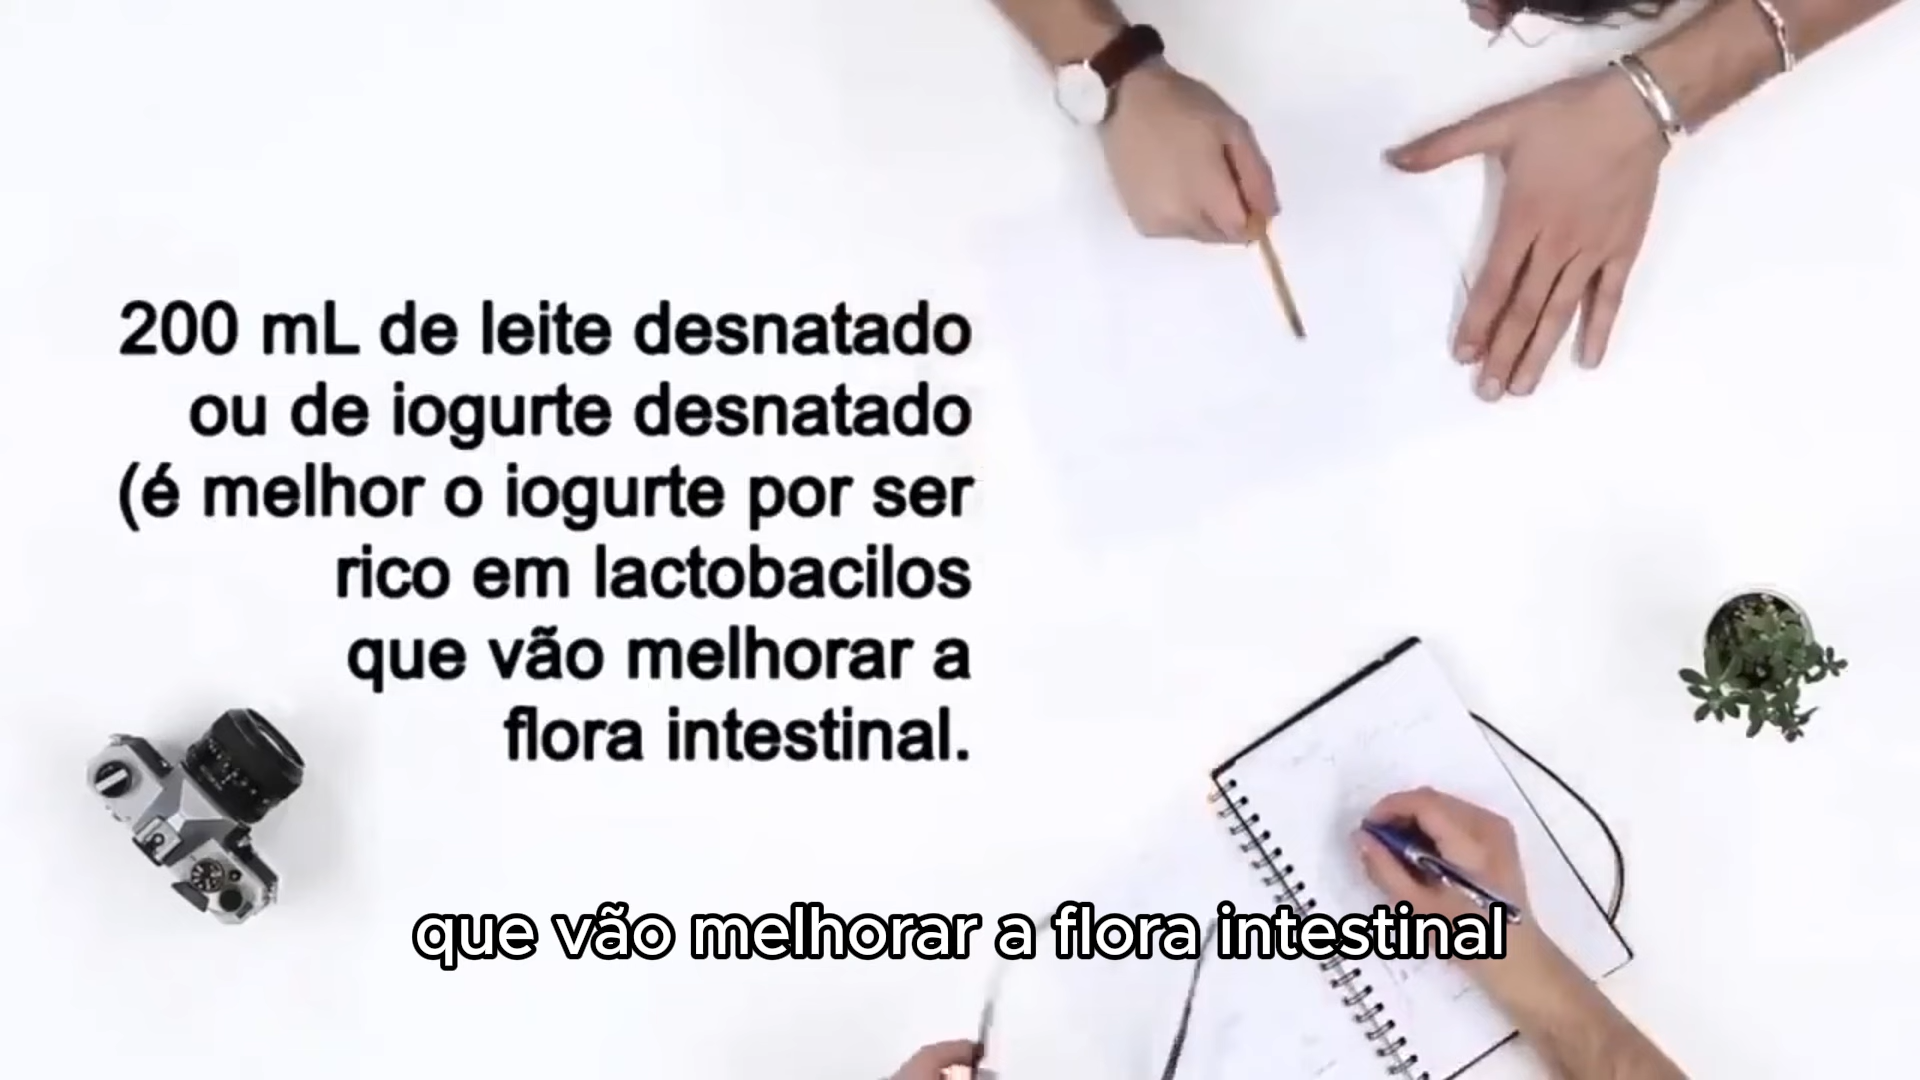 200 mL de leite desnatado
ou de iogurte desnatado
(é melhor o iogurte por ser
rico em lactobacilos
que vão melhorar a
flora intestinal.
que vão melhorar a flora intestinal